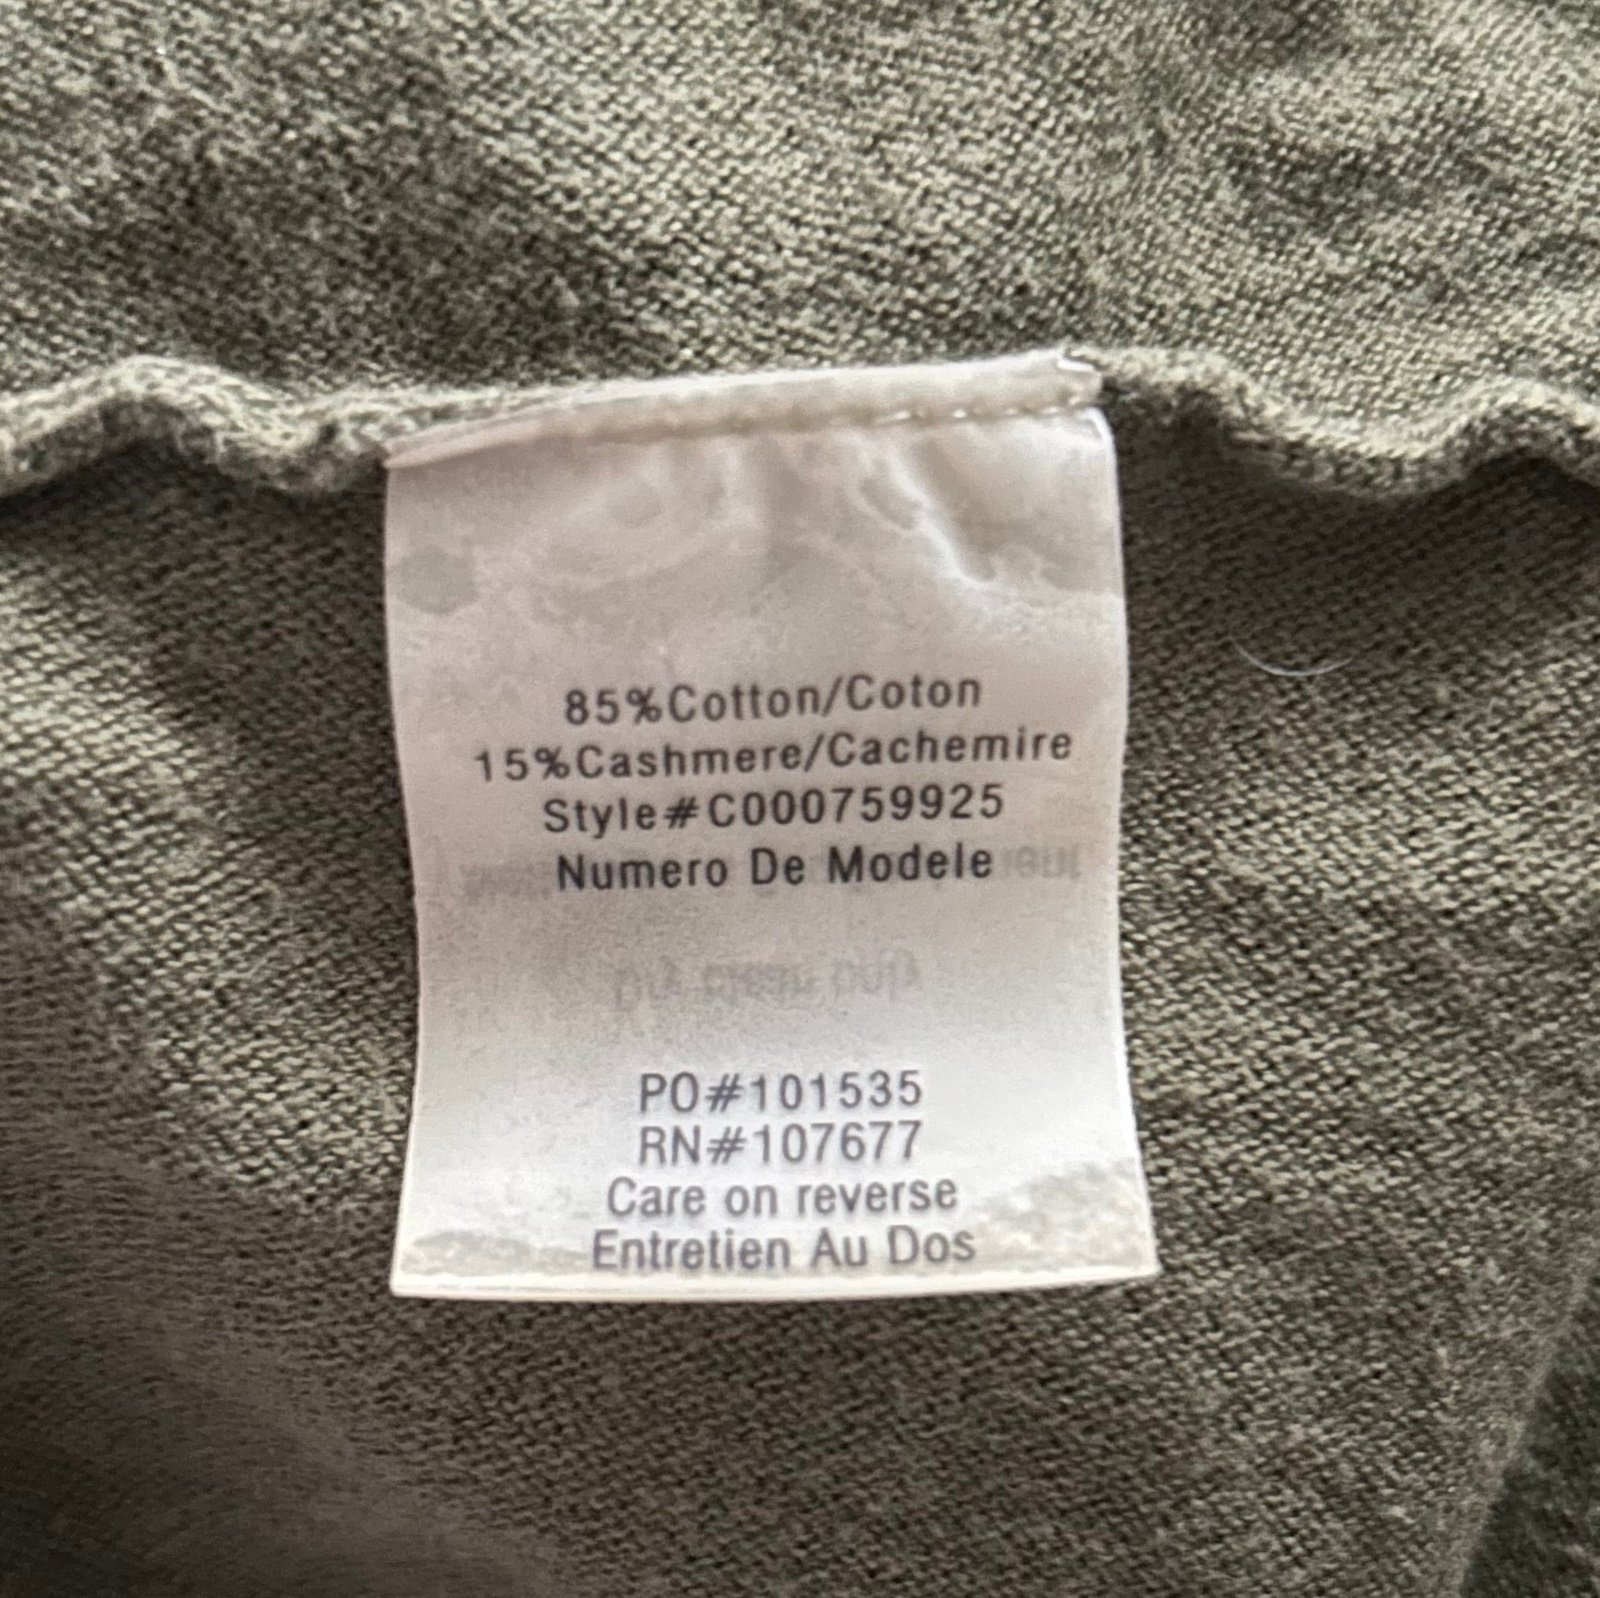 85%Cotton/Coton
15%Cashmere/Cachemire
Style#C000759925
Numero De Modele
PO#101535
RN#107677
Care on reverse
Entretien Au Dos